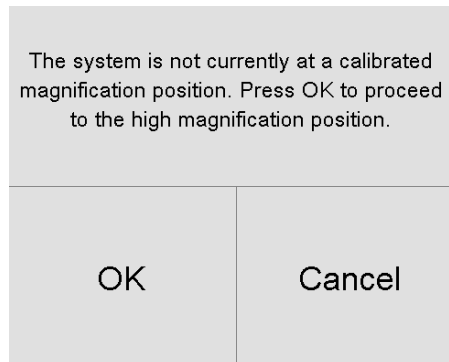 The system is not currently at a calibrated
magnification position. Press OK to proceed
to the high magnification position.
OK
Cancel